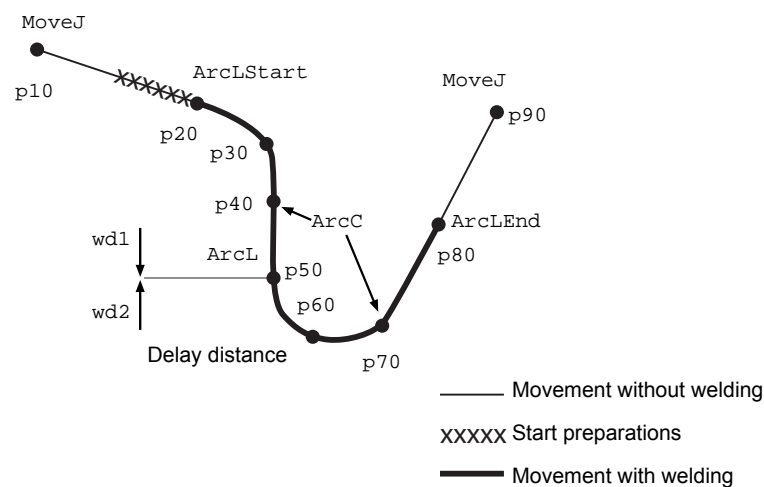 MoveJ
p10
xxxxxx
ArcLStart
p20
p30
MoveJ
p90
p40
ArcC
ArcLEnd
p80
wd1
ArcL
p50
wd2
p60
Delay distance
p70
Movement without welding
xxxxx Start preparations
Movement with welding